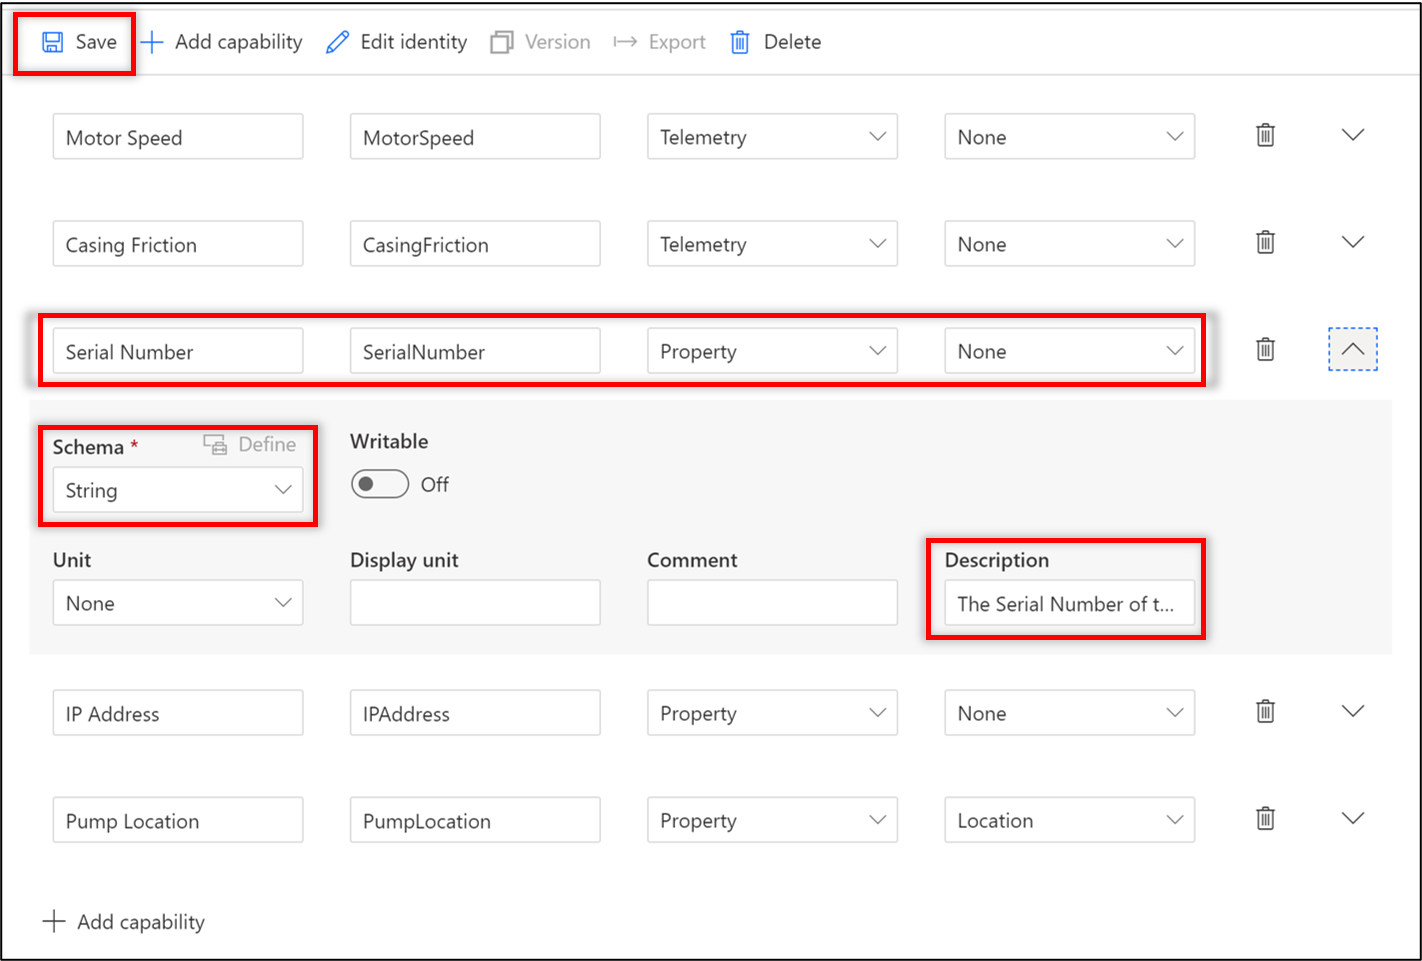 Save Add capability Edit identity Version Export Delete
Motor Speed MotorSpeed Telemetry None
Casing Friction CasingFriction Telemetry None
Serial Number SerialNumber Property None
Schema * Define Writable
String Off
Unit Display unit Comment Description
None The Serial Number of t...
IP Address IPAddress Property None
Pump Location PumpLocation Property Location
Add capability